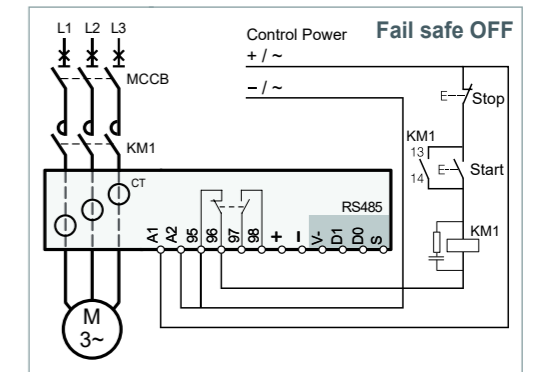 L1 L2 L3
Control Power
Fail safe OFF
+ / ~
– / ~
MCCB
E
Stop
KM1
KM1
13
14
E
Start
CT
RS485
KM1
A1 A2 95 96 97 98 + – V- D1 D0 S
M
3~